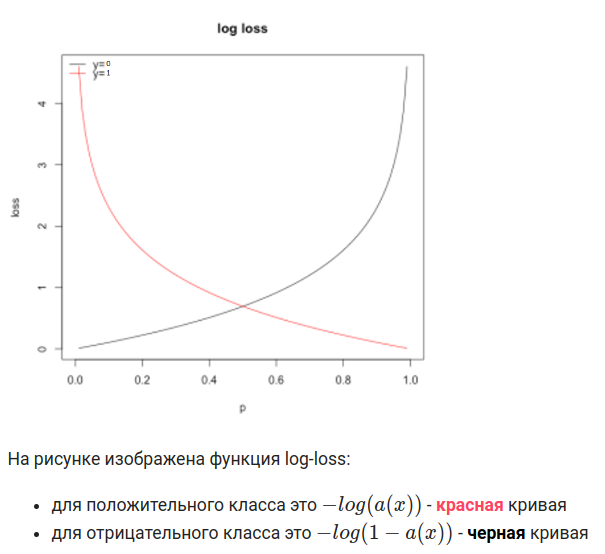 log loss
y=0
y=1
loss
4
3
2
1
0
0.0 0.2 0.4 0.6 0.8 1.0
p
На рисунке изображена функция log-loss:
• для положительного класса это −log(a(x)) - красная кривая
• для отрицательного класса это −log(1 − a(x)) - черная кривая